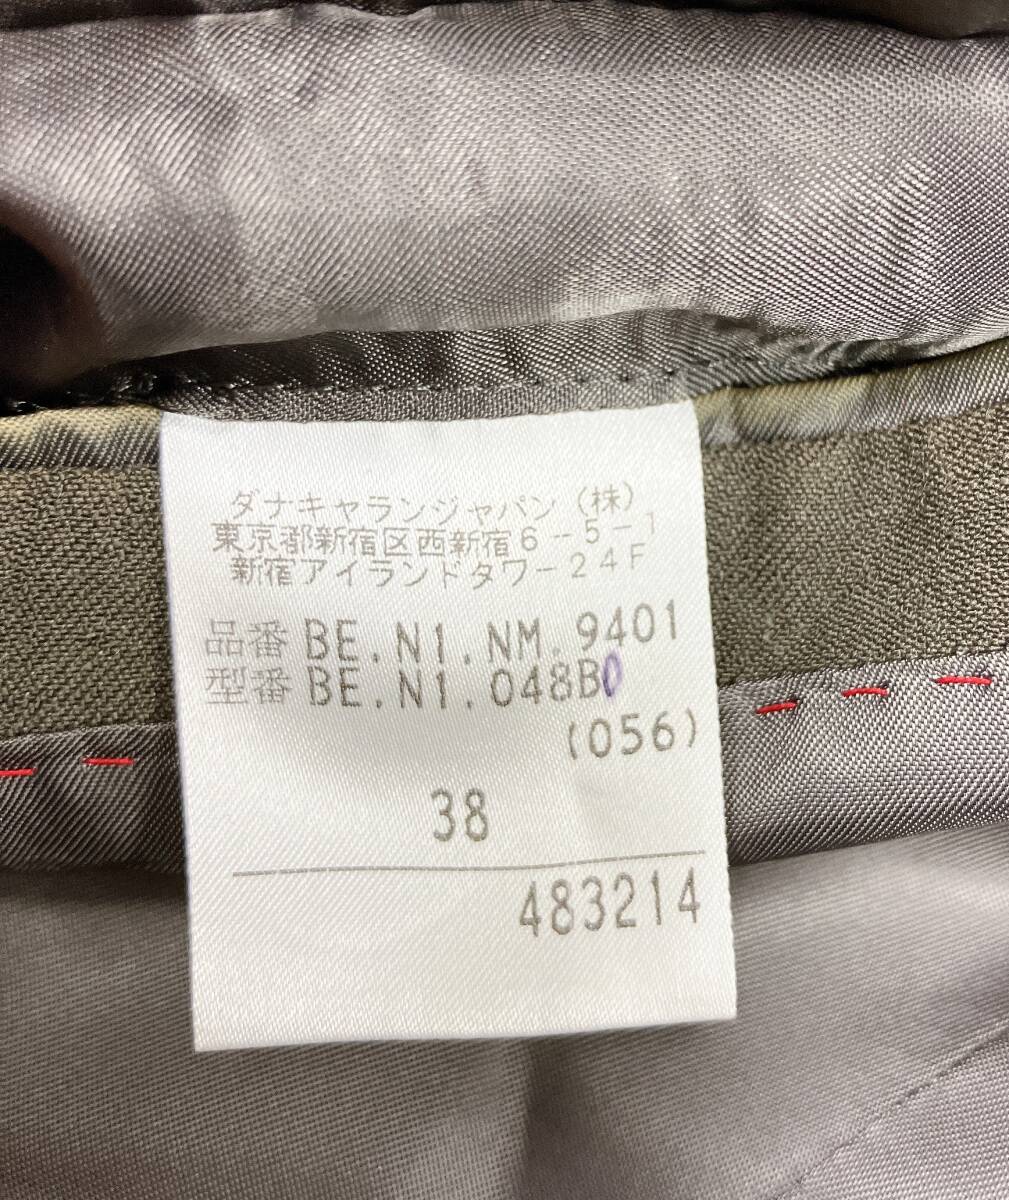 ダナキャランジャパン(株)
東京都新宿区西新宿6-5-1
新宿アイランドタワー24F
品番 BE.N1.NM.9401
型番 BE.N1.048B0
(056)
38
483214